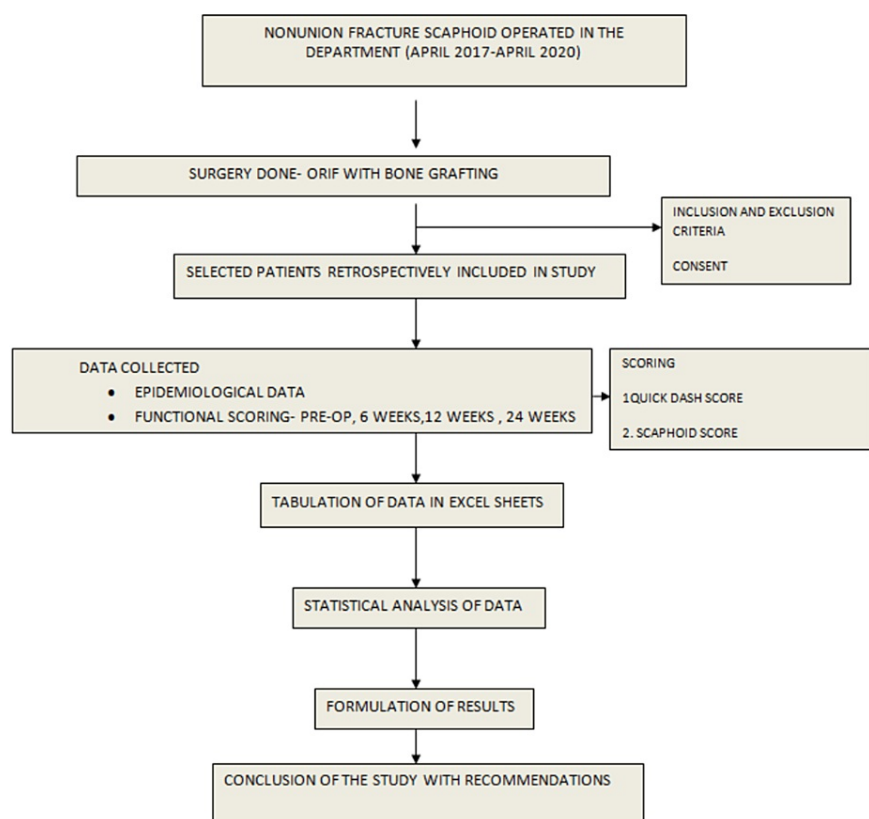 NONUNION FRACTURE SCAPHOID OPERATED IN THE
DEPARTMENT (APRIL 2017-APRIL 2020)
SURGERY DONE- ORIF WITH BONE GRAFTING
INCLUSION AND EXCLUSION
CRITERIA
CONSENT
SELECTED PATIENTS RETROSPECTIVELY INCLUDED IN STUDY
DATA COLLECTED
• EPIDEMIOLOGICAL DATA
• FUNCTIONAL SCORING- PRE-OP, 6 WEEKS,12 WEEKS , 24 WEEKS
SCORING
1QUICK DASH SCORE
2. SCAPHOID SCORE
TABULATION OF DATA IN EXCEL SHEETS
STATISTICAL ANALYSIS OF DATA
FORMULATION OF RESULTS
CONCLUSION OF THE STUDY WITH RECOMMENDATIONS